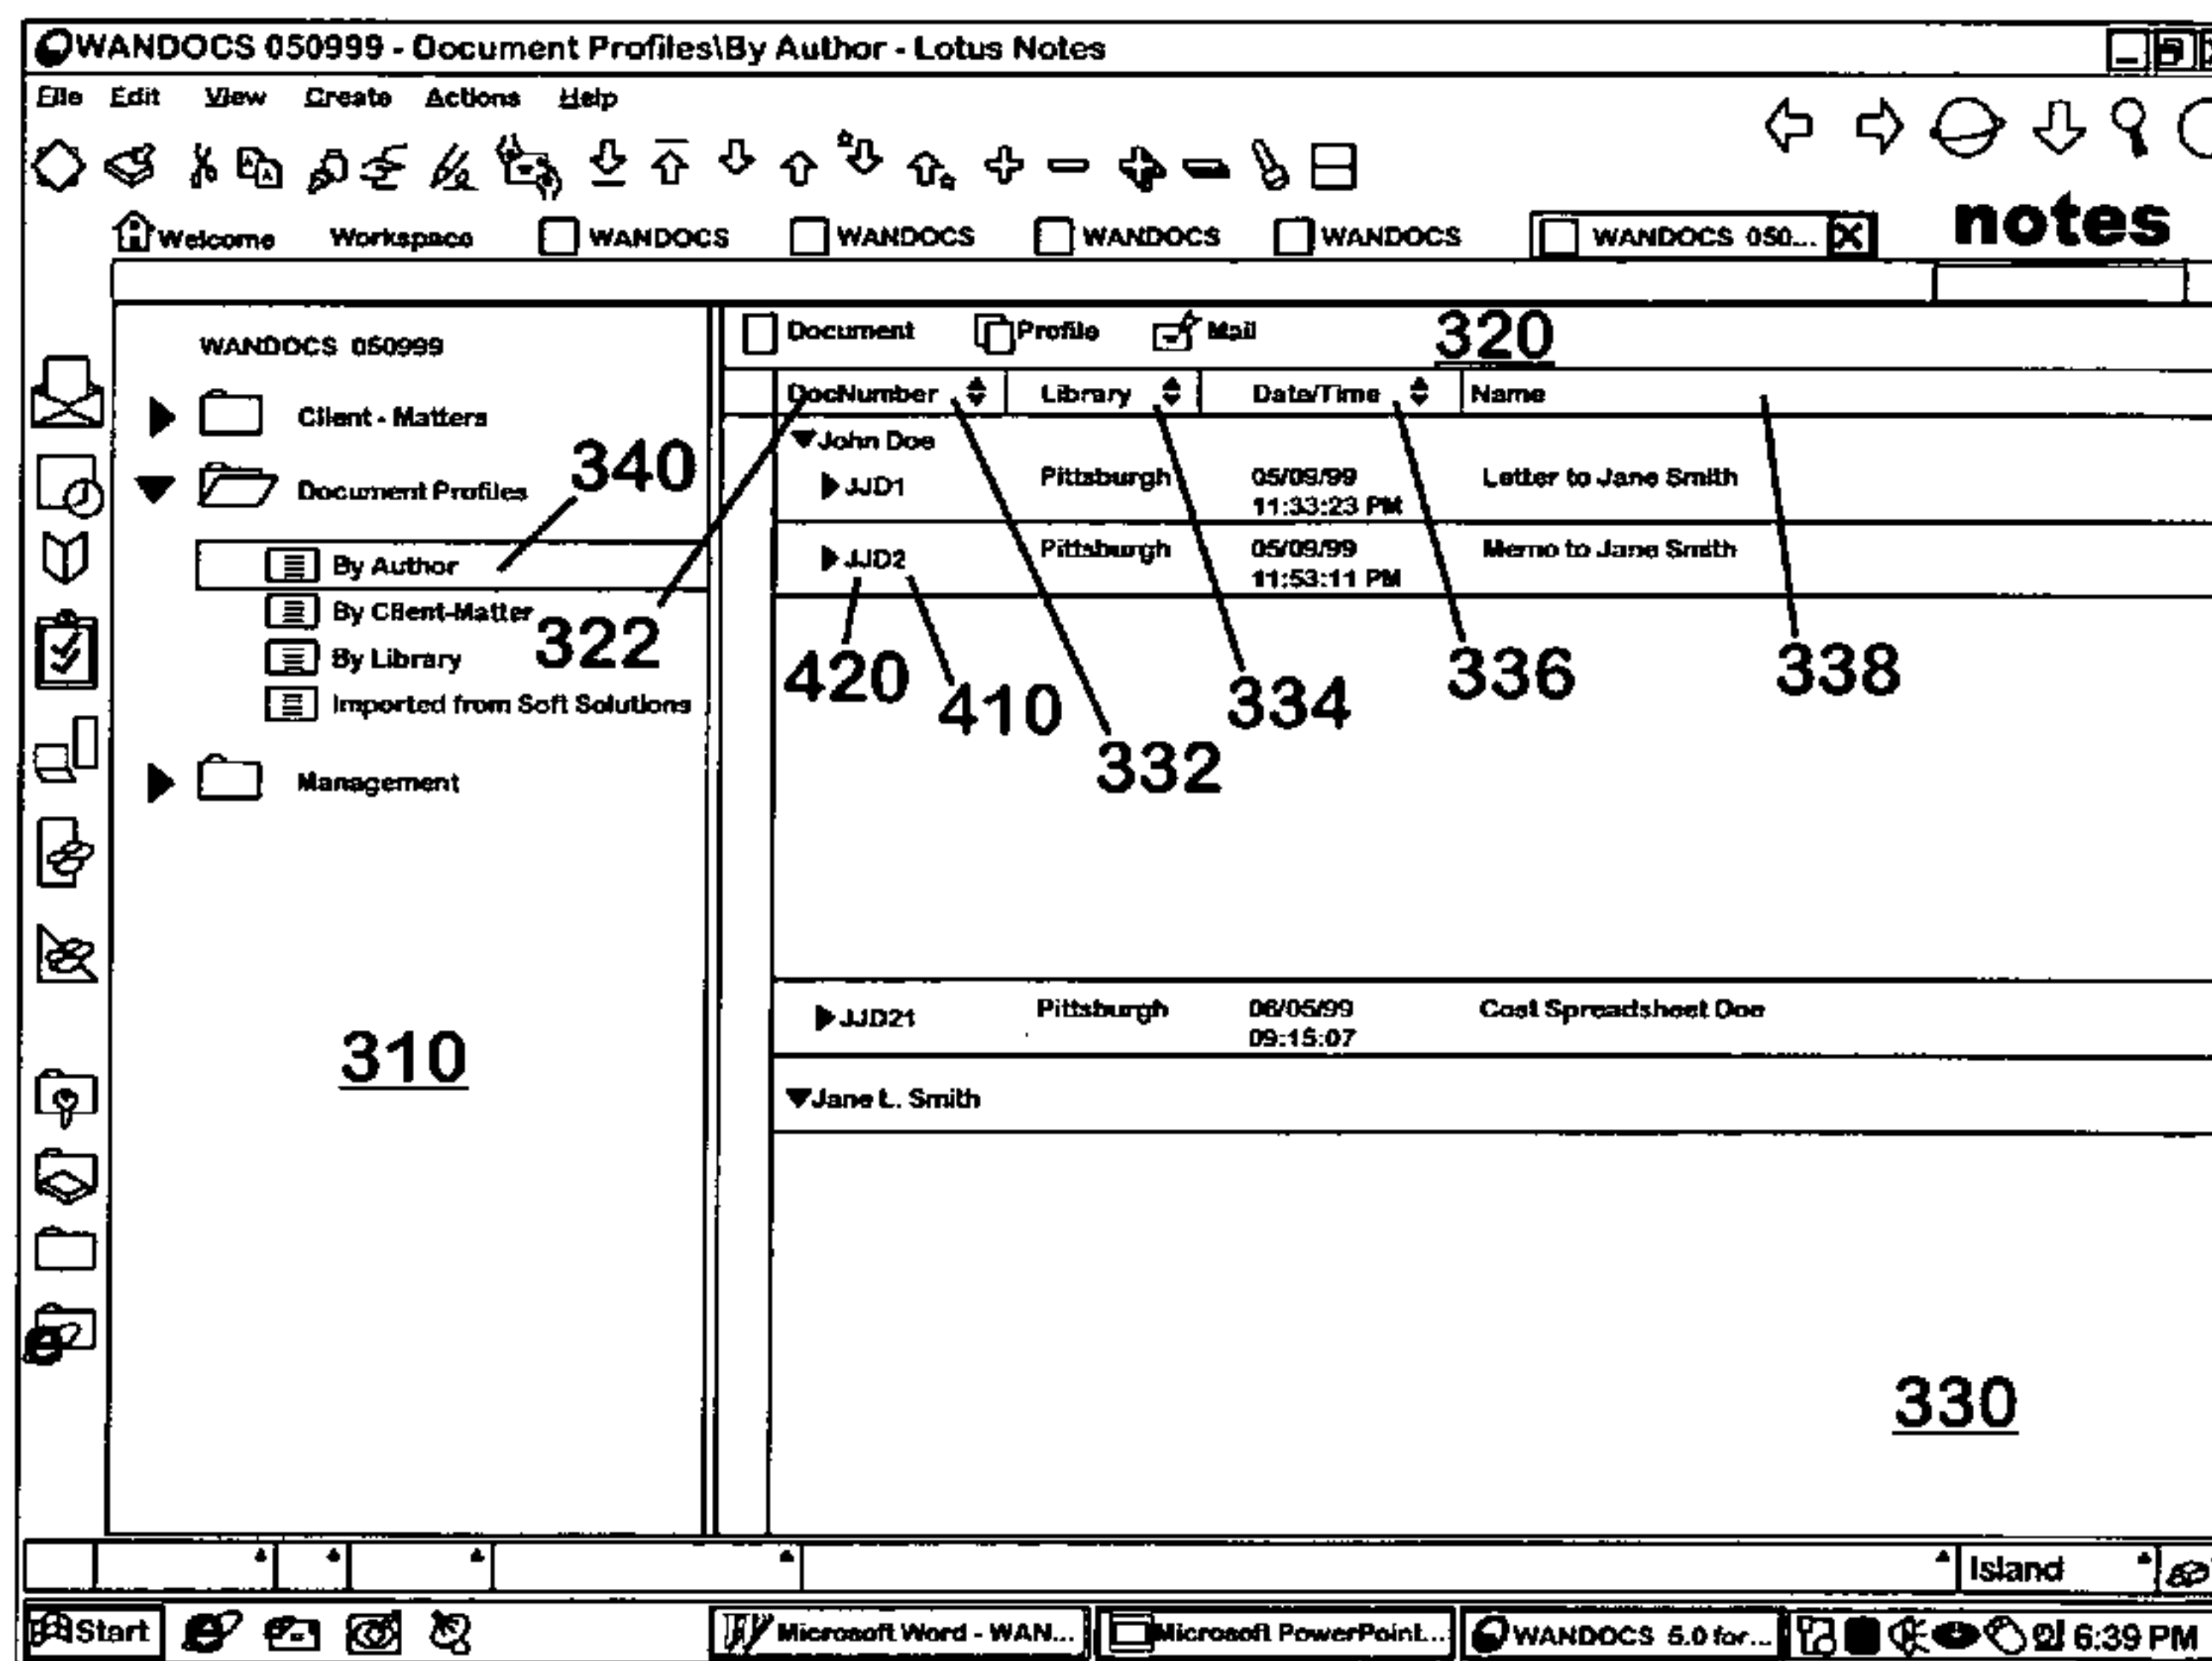 WANDOCS 050999 - Document Profiles\By Author - Lotus Notes
File Edit View Create Actions Help
notes
Welcome Workspace WANDOCS WANDOCS WANDOCS WANDOCS WANDOCS 050...
WANDOCS 050999
Client - Matters
340
Document Profiles
By Author
By Client-Matter
322
By Library
Imported from Soft Solutions
Management
310
Document Profile Mail 320
DocNumber Library Date/Time Name
John Doe
JJD1 Pittsburgh 05/09/99 Letter to Jane Smith
11:33:23 PM
JJD2 Pittsburgh 05/09/99 Memo to Jane Smith
11:53:11 PM
420 410 332 334 336 338
JJD21 Pittsburgh 06/05/99 Cost Spreadsheet Doe
09:15:07
Jane L. Smith
330
Island
Start Microsoft Word - WAN... Microsoft PowerPoint... WANDOCS 5.0 for... 6:39 PM